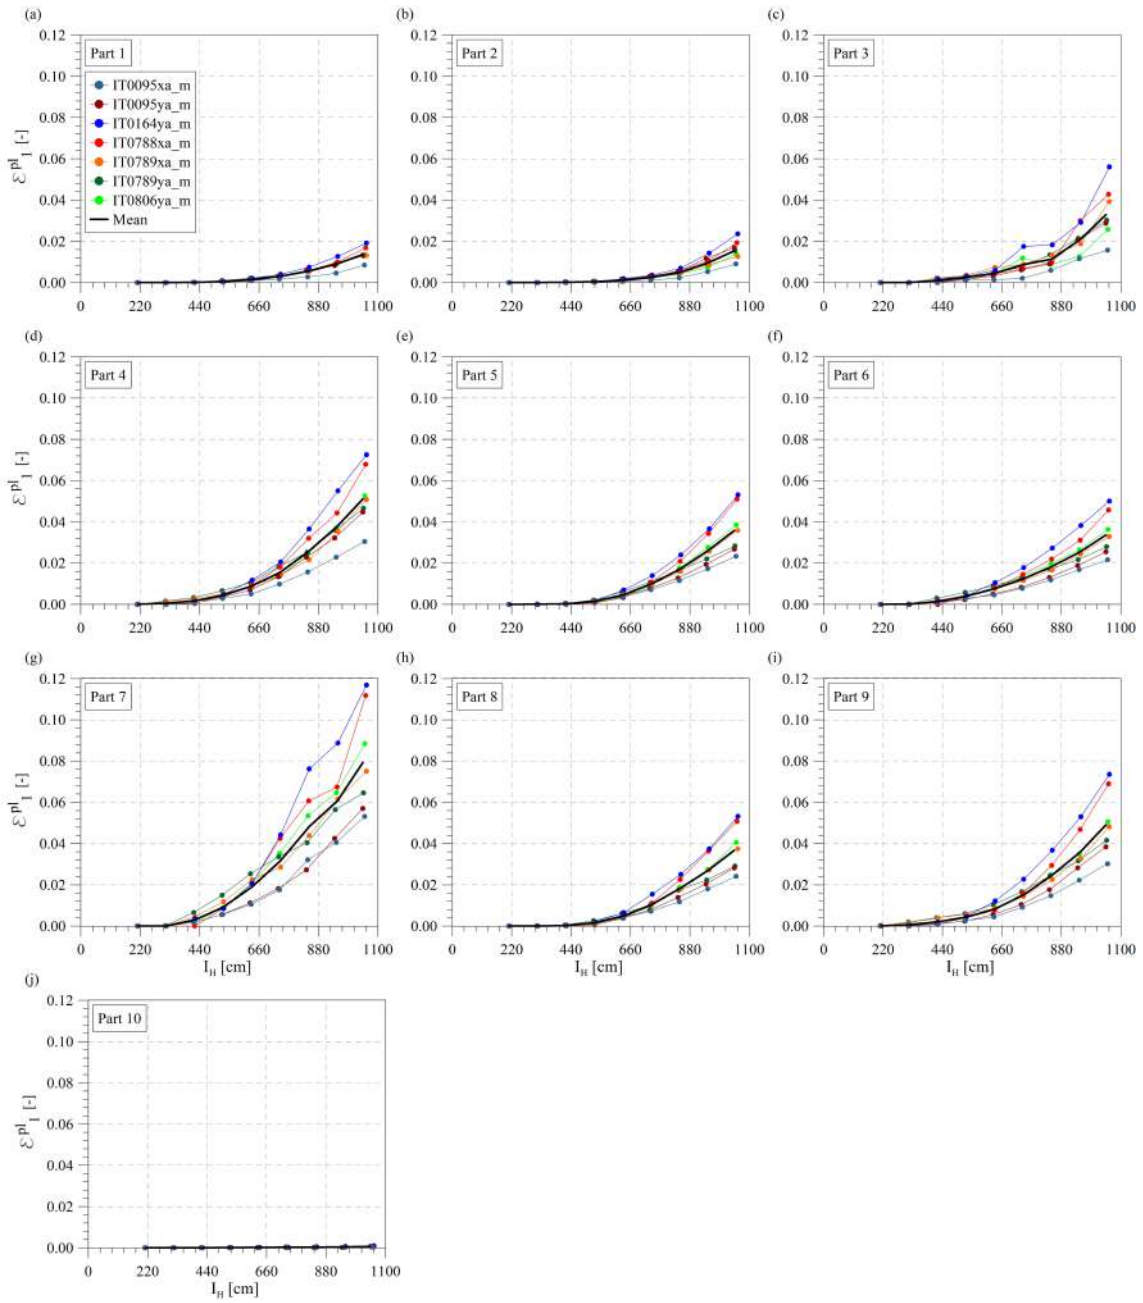 (a)
0.12
0.10
0.08
0.06
0.04
0.02
0.00
ε^pl_1 [-]
Part 1
IT0095xa_m
IT0095ya_m
IT0164ya_m
IT0788xa_m
IT0789xa_m
IT0789ya_m
IT0806ya_m
Mean
0 220 440 660 880 1100
(b)
0.12
0.10
0.08
0.06
0.04
0.02
0.00
Part 2
0 220 440 660 880 1100
(c)
0.12
0.10
0.08
0.06
0.04
0.02
0.00
Part 3
0 220 440 660 880 1100
(d)
0.12
0.10
0.08
0.06
0.04
0.02
0.00
ε^pl_1 [-]
Part 4
0 220 440 660 880 1100
(e)
0.12
0.10
0.08
0.06
0.04
0.02
0.00
Part 5
0 220 440 660 880 1100
(f)
0.12
0.10
0.08
0.06
0.04
0.02
0.00
Part 6
0 220 440 660 880 1100
(g)
0.12
0.10
0.08
0.06
0.04
0.02
0.00
ε^pl_1 [-]
Part 7
0 220 440 660 880 1100
I_H [cm]
(h)
0.12
0.10
0.08
0.06
0.04
0.02
0.00
Part 8
0 220 440 660 880 1100
I_H [cm]
(i)
0.12
0.10
0.08
0.06
0.04
0.02
0.00
Part 9
0 220 440 660 880 1100
I_H [cm]
(j)
0.12
0.10
0.08
0.06
0.04
0.02
0.00
ε^pl_1 [-]
Part 10
0 220 440 660 880 1100
I_H [cm]